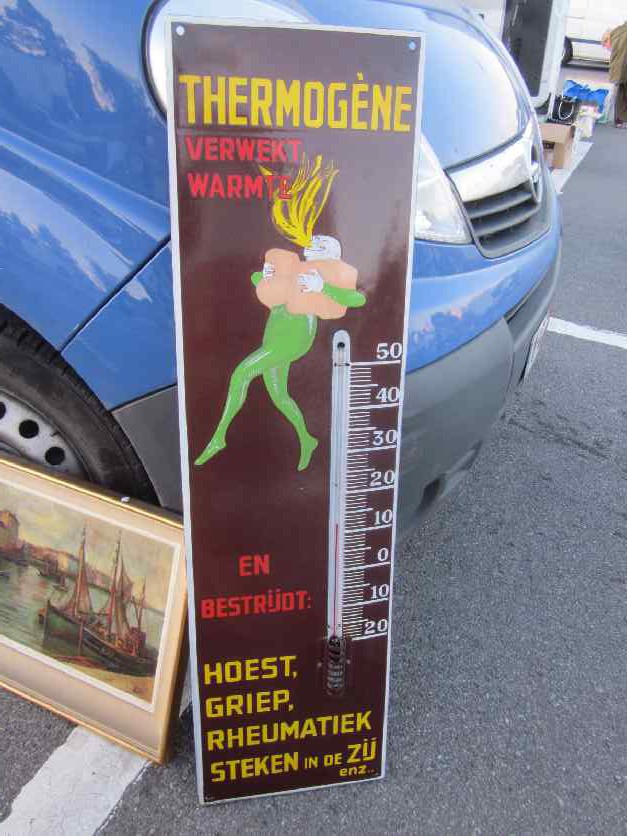 THERMOGÈNE
VERWEKT
WARMTE
50
40
30
20
10
0
10
20
EN
BESTRIJDT:
HOEST,
GRIEP,
RHEUMATIEK
STEKEN IN DE ZIJ
enz..